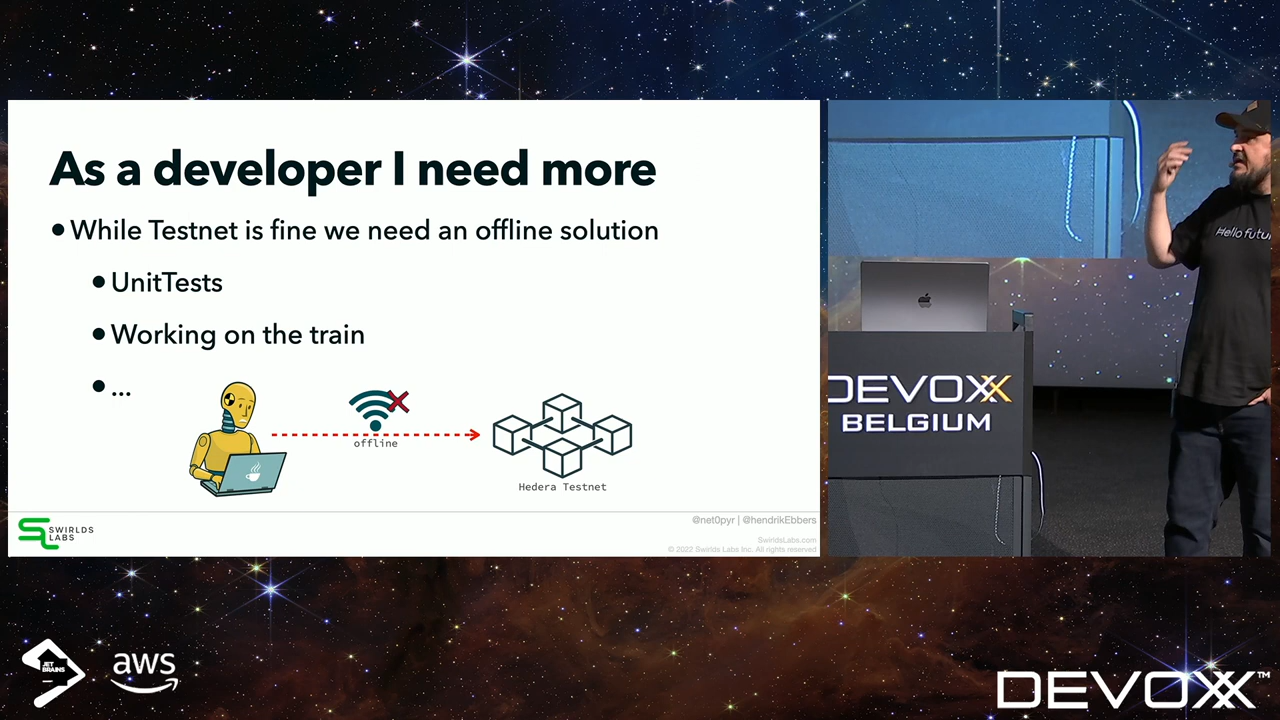 As a developer I need more
• While Testnet is fine we need an offline solution
• UnitTests
• Working on the train
• ...
offline
Hedera Testnet
SWIRLDS
LABS
@net0pyr | @hendrikEbbers
SwirldsLabs.com
© 2022 Swirlds Labs Inc. All rights reserved
Hello futur
DEVOXX
BELGIUM
JET
BRAINS
aws
DEVOXX™